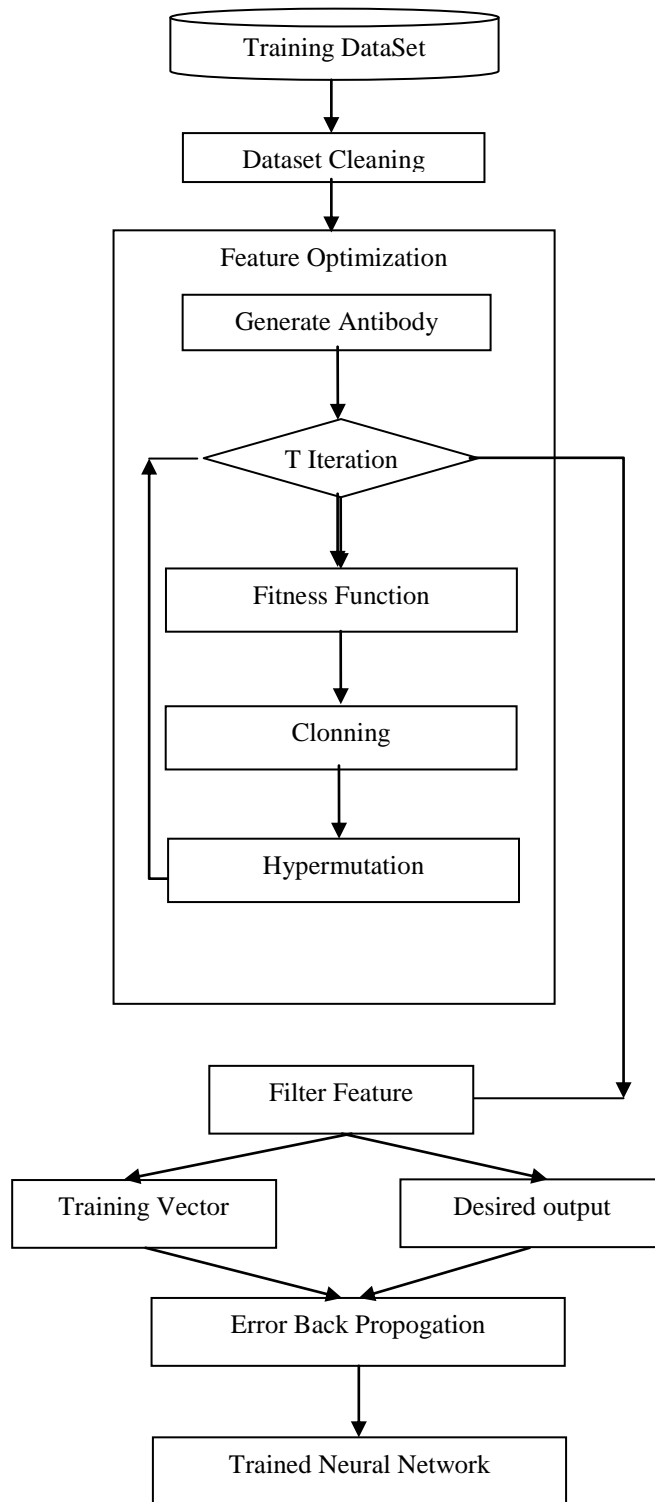 Training DataSet
Dataset Cleaning
Feature Optimization
Generate Antibody
T Iteration
Fitness Function
Clonning
Hypermutation
Filter Feature
Training Vector
Desired output
Error Back Propogation
Trained Neural Network